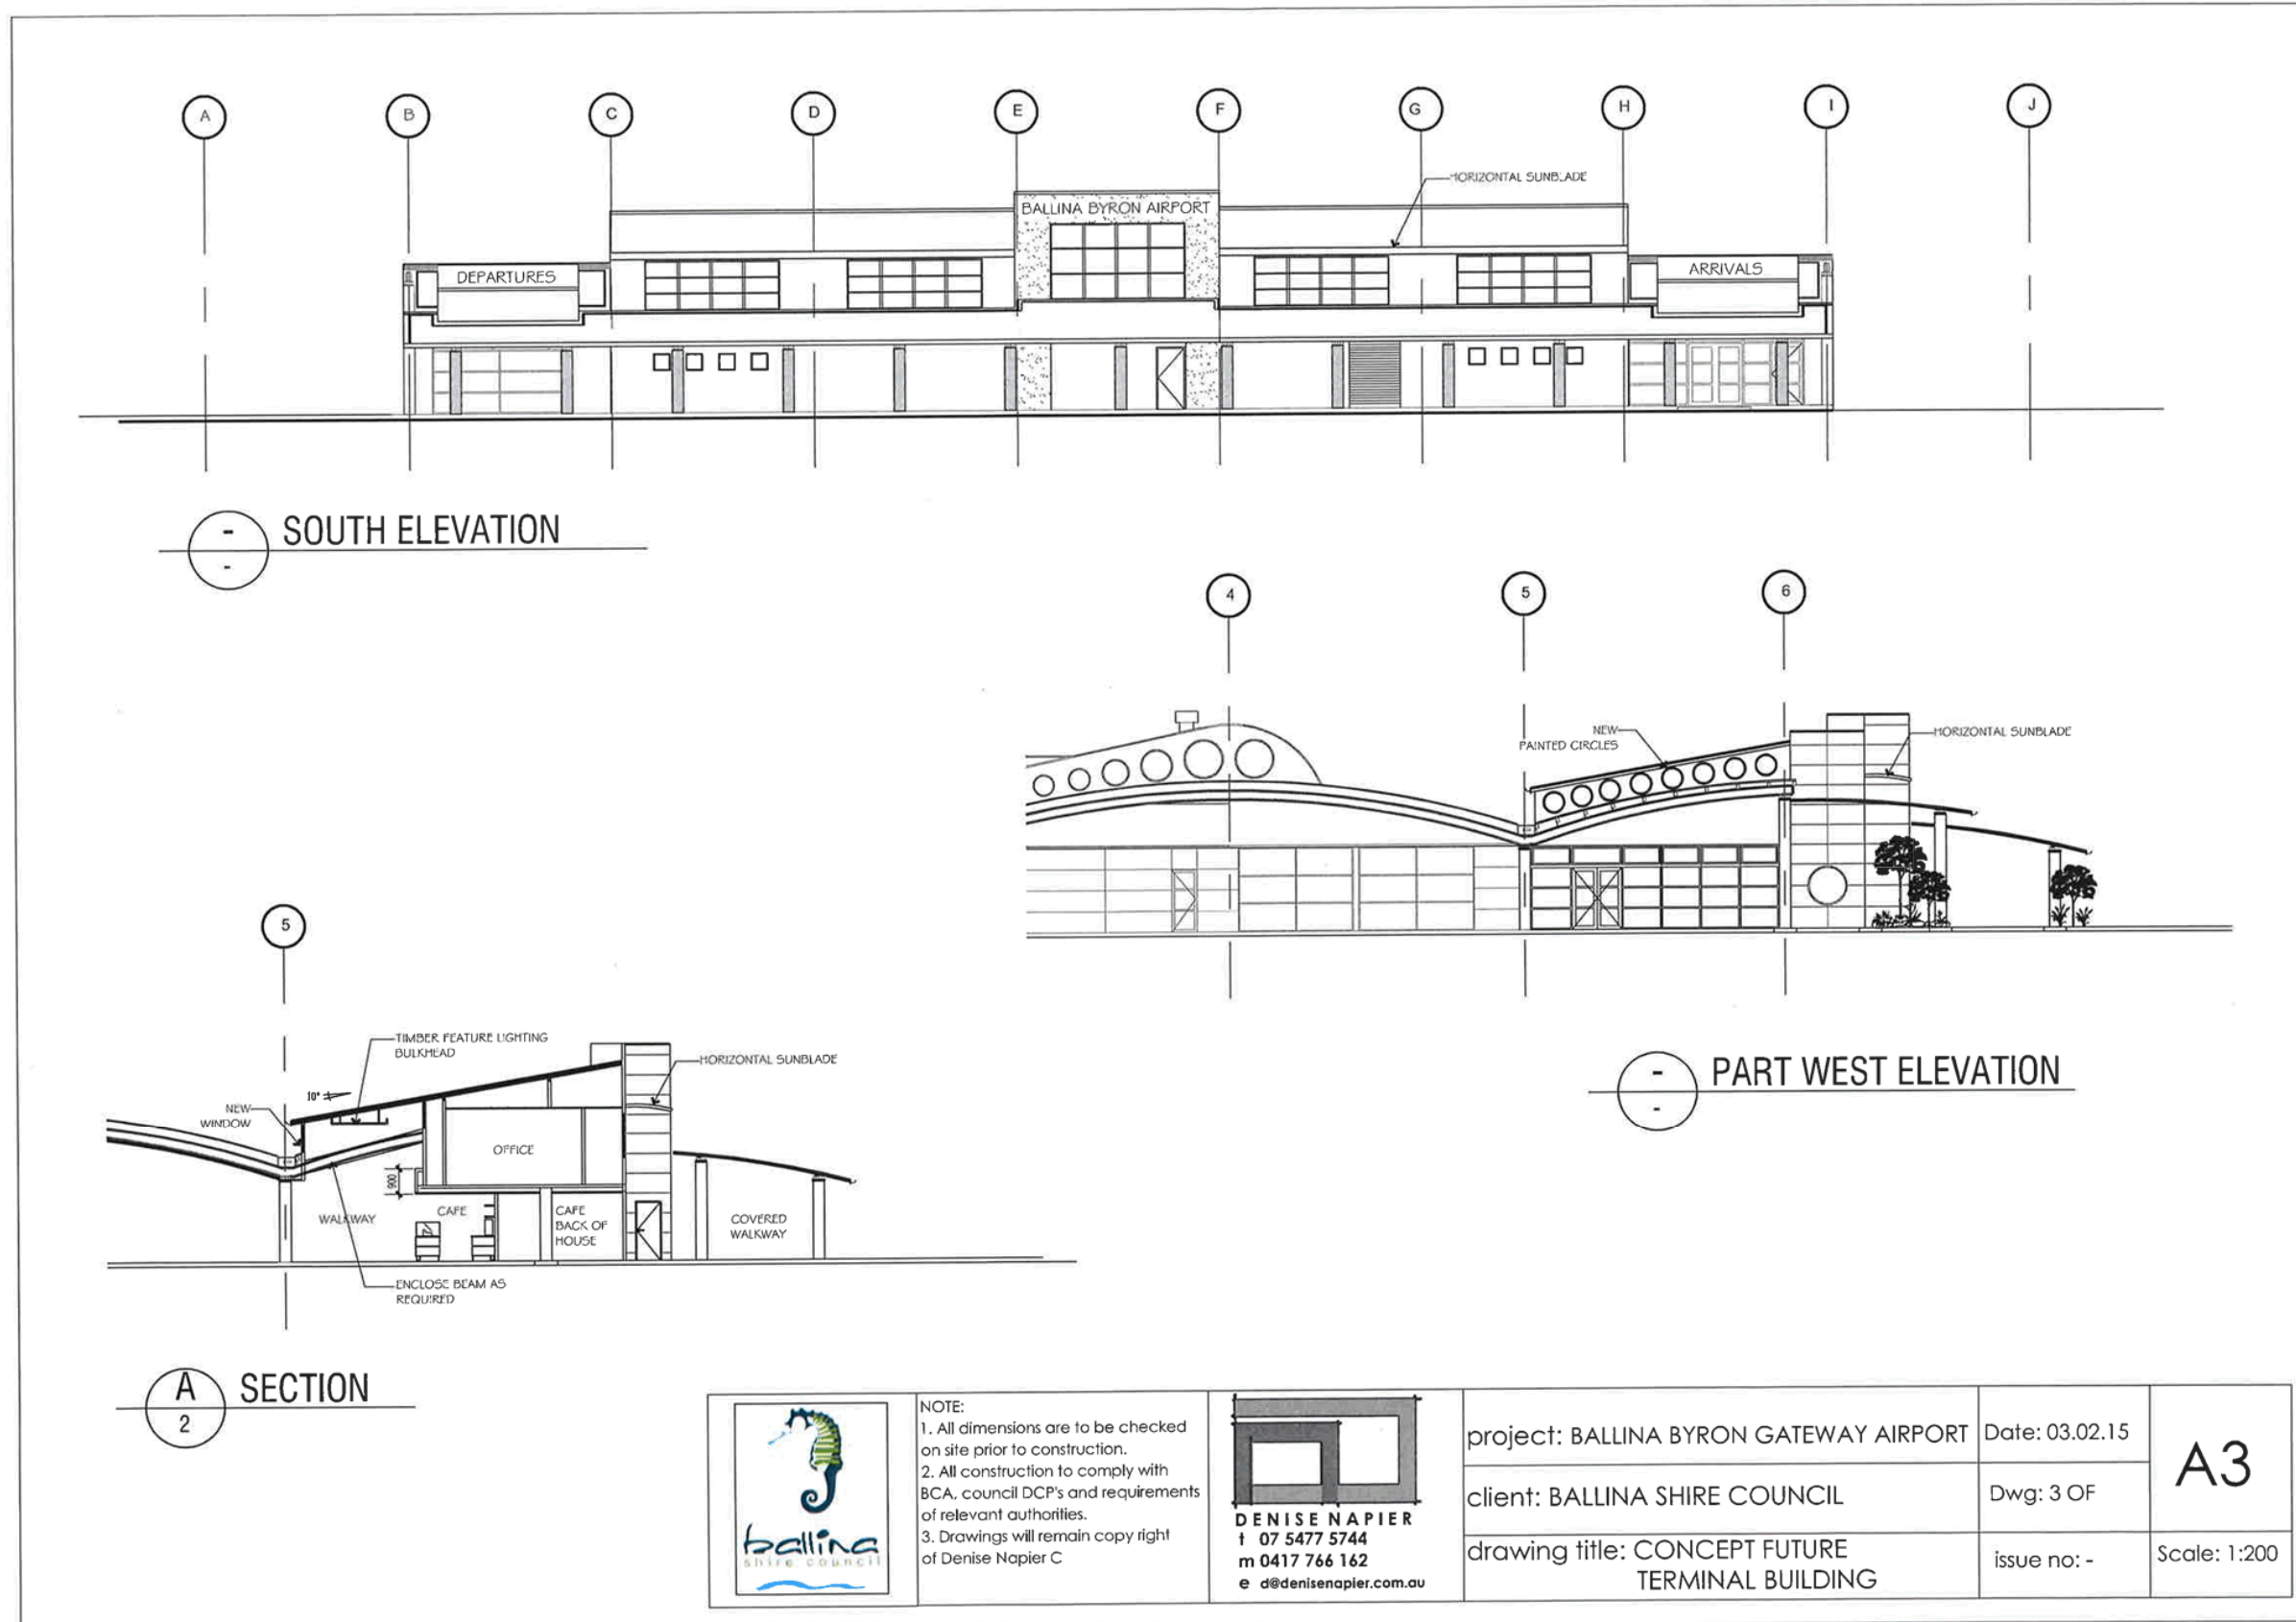 A
B
C
D
E
F
G
H
I
J
HORIZONTAL SUNBLADE
BALLINA BYRON AIRPORT
DEPARTURES
ARRIVALS
-
-
SOUTH ELEVATION
4
5
6
NEW
PAINTED CIRCLES
HORIZONTAL SUNBLADE
-
-
PART WEST ELEVATION
5
TIMBER FEATURE LIGHTING
BULKHEAD
HORIZONTAL SUNBLADE
10°
NEW
WINDOW
OFFICE
900
WALKWAY
CAFE
CAFE
BACK OF
HOUSE
COVERED
WALKWAY
ENCLOSE BEAM AS
REQUIRED
A
2
SECTION
ballina
shire council
NOTE:
1. All dimensions are to be checked
on site prior to construction.
2. All construction to comply with
BCA, council DCP's and requirements
of relevant authorities.
3. Drawings will remain copy right
of Denise Napier C
DENISE NAPIER
t 07 5477 5744
m 0417 766 162
e d@denisenapier.com.au
project: BALLINA BYRON GATEWAY AIRPORT
client: BALLINA SHIRE COUNCIL
drawing title: CONCEPT FUTURE
TERMINAL BUILDING
Date: 03.02.15
Dwg: 3 OF
issue no: -
A3
Scale: 1:200